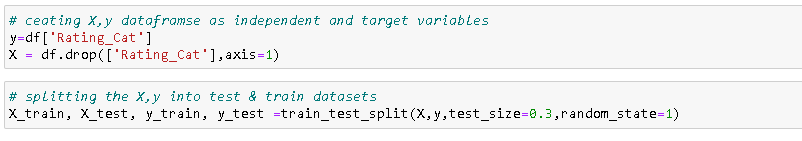 # ceating X,y dataframse as independent and target variables
y=df['Rating_Cat']
X = df.drop(['Rating_Cat'],axis=1)
# splitting the X,y into test & train datasets
X_train, X_test, y_train, y_test =train_test_split(X,y,test_size=0.3,random_state=1)